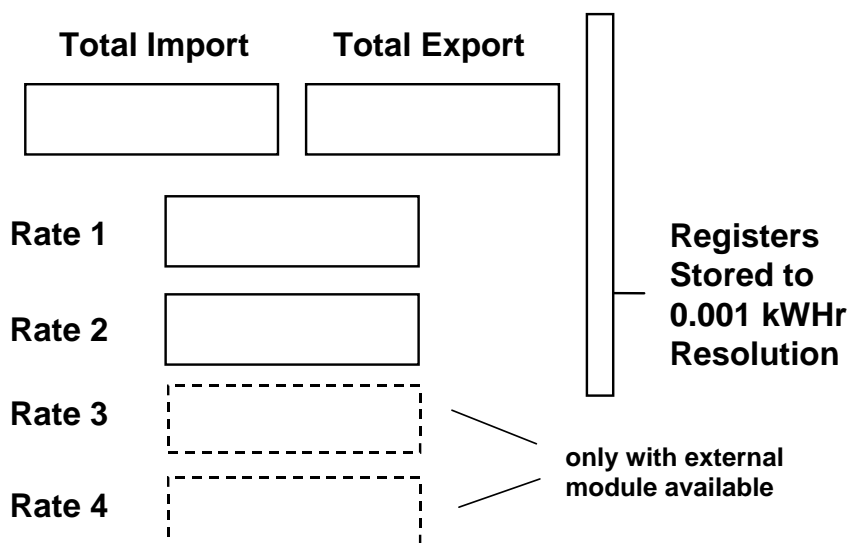 Total Import
Total Export
Rate 1
Rate 2
Rate 3
Rate 4
Registers
Stored to
0.001 kWHr
Resolution
only with external
module available